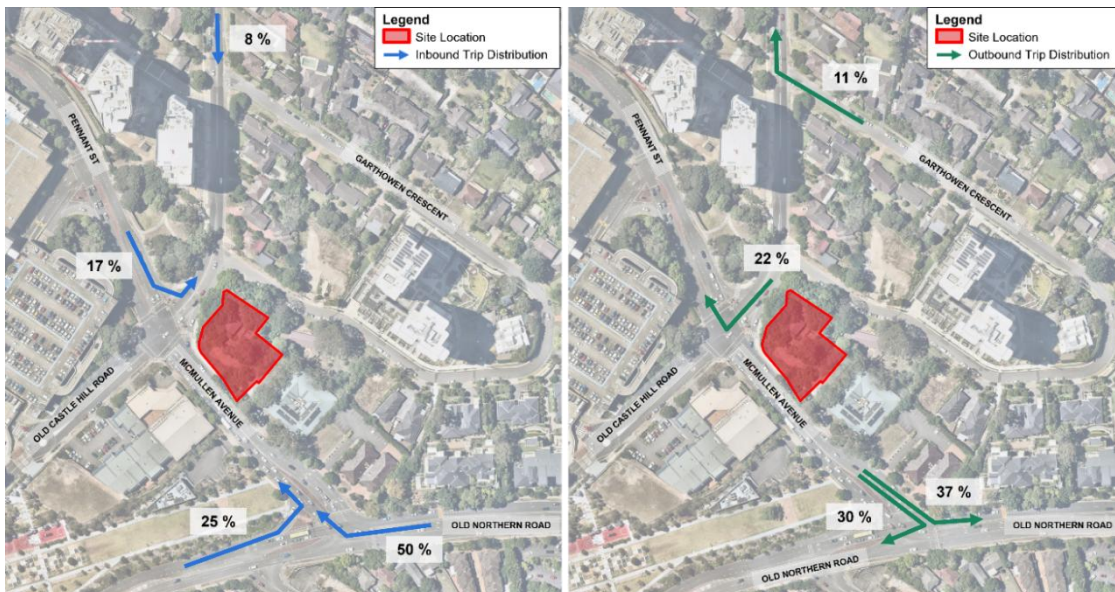 Legend
Site Location
Inbound Trip Distribution
8 %
PENNANT ST
GARTHOWEN CRESCENT
17 %
OLD CASTLE HILL ROAD
MCMULLEN AVENUE
25 %
50 %
OLD NORTHERN ROAD
Legend
Site Location
Outbound Trip Distribution
11 %
PENNANT ST
GARTHOWEN CRESCENT
22 %
OLD CASTLE HILL ROAD
MCMULLEN AVENUE
37 %
30 %
OLD NORTHERN ROAD
OLD NORTHERN ROAD